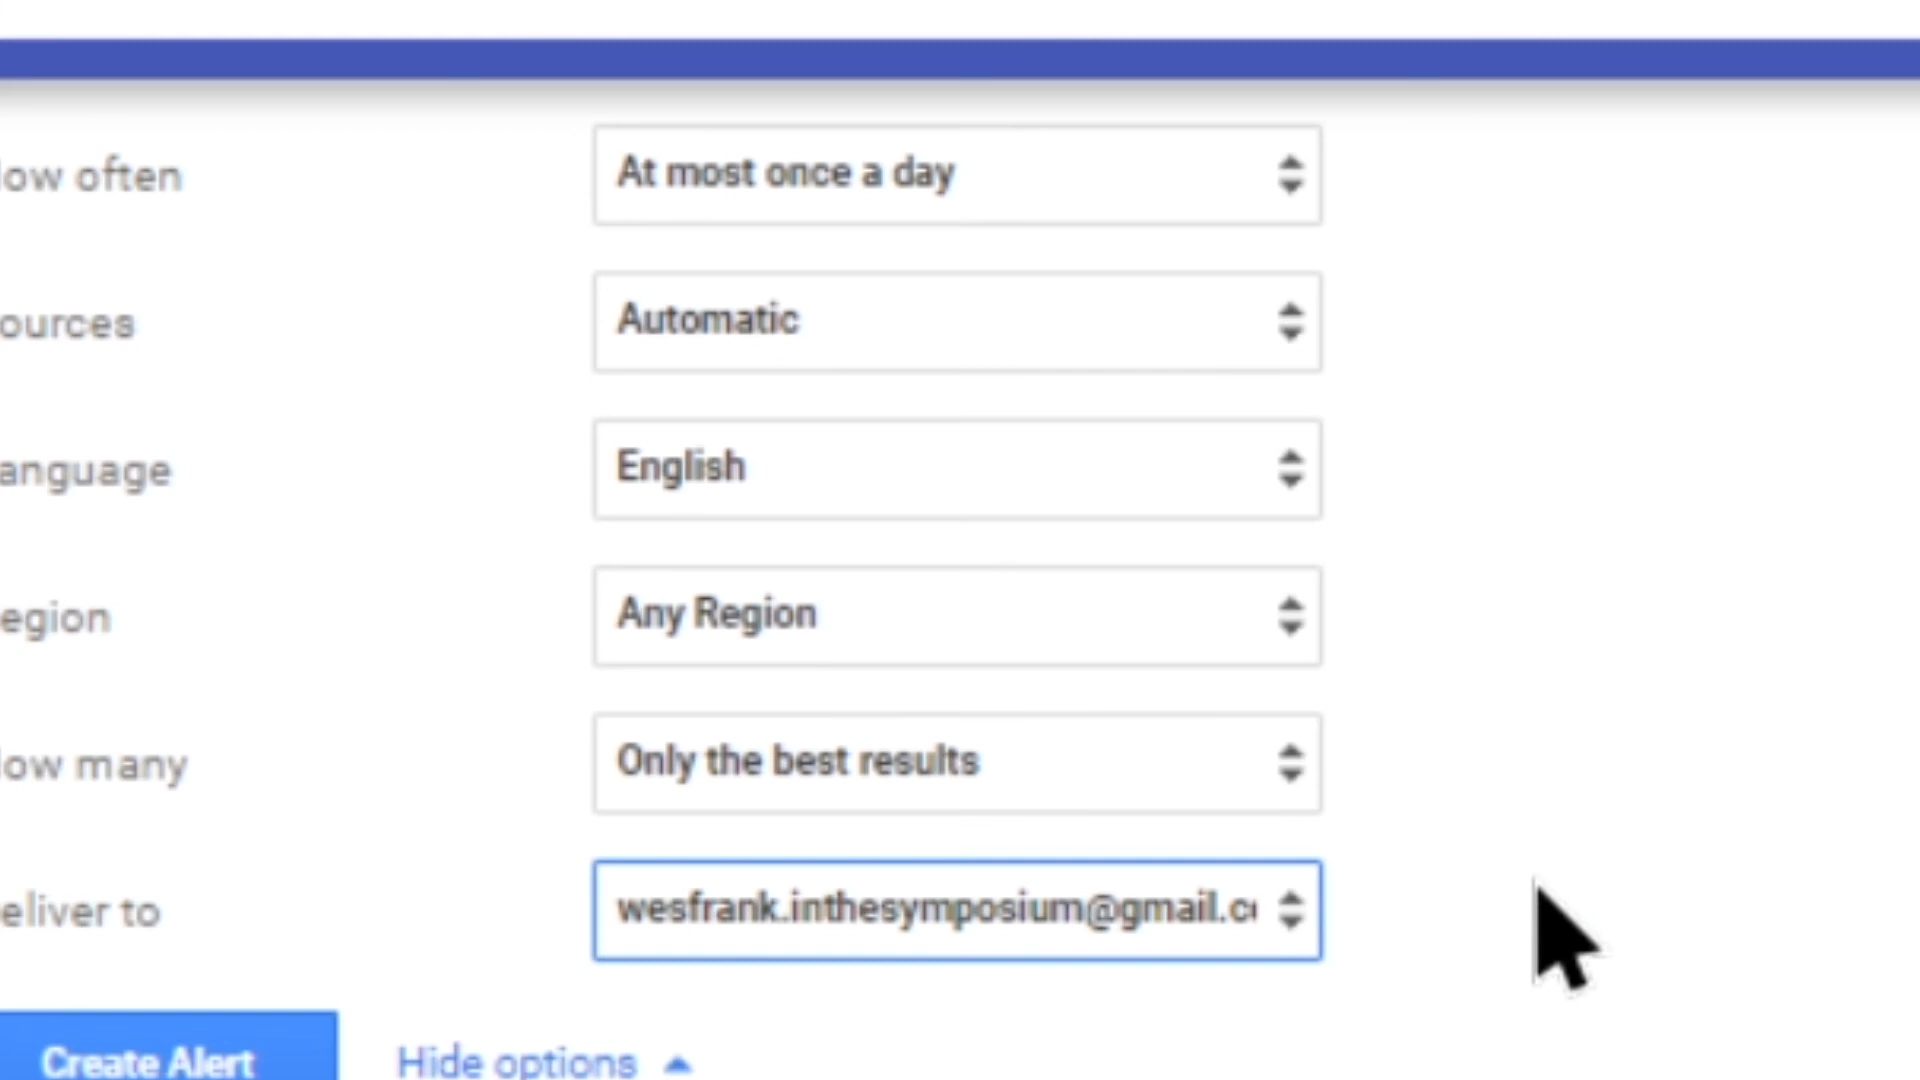 ow often
At most once a day
ources
Automatic
anguage
English
egion
Any Region
ow many
Only the best results
eliver to
wesfrank.inthesymposium@gmail.c
Create Alert
Hide options